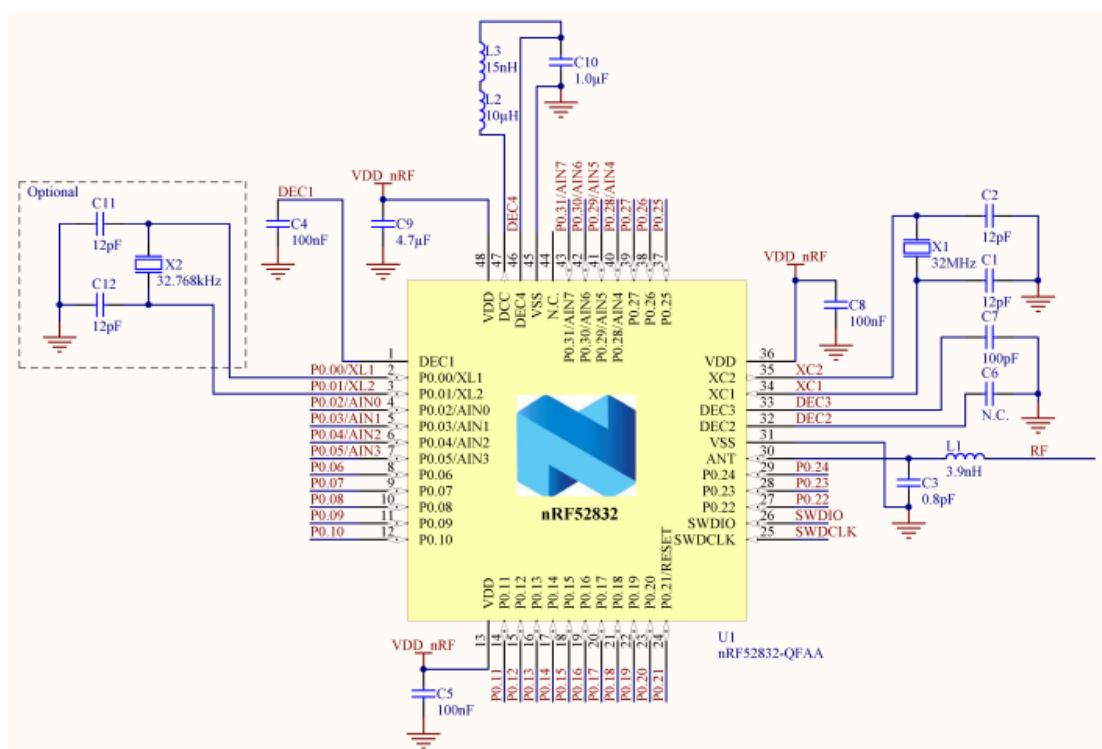 L3
15nH
L2
10µH
C10
1.0µF
DEC4
P0.31/AIN7
P0.30/AIN6
P0.29/AIN5
P0.28/AIN4
P0.27
P0.26
P0.25
Optional
C11
12pF
X2
32.768kHz
C12
12pF
DEC1
C4
100nF
VDD_nRF
C9
4.7µF
C2
12pF
X1
32MHz
C1
12pF
VDD_nRF
C8
100nF
C7
100pF
C6
N.C.
48
47
46
45
44
43
42
41
40
39
38
37
VDD
DCC
DEC4
VSS
N.C.
P0.31/AIN7
P0.30/AIN6
P0.29/AIN5
P0.28/AIN4
P0.27
P0.26
P0.25
1 DEC1
P0.00/XL1 2 P0.00/XL1
P0.01/XL2 3 P0.01/XL2
P0.02/AIN0 4 P0.02/AIN0
P0.03/AIN1 5 P0.03/AIN1
P0.04/AIN2 6 P0.04/AIN2
P0.05/AIN3 7 P0.05/AIN3
P0.06 8 P0.06
P0.07 9 P0.07
P0.08 10 P0.08
P0.09 11 P0.09
P0.10 12 P0.10
VDD 36
XC2 35 XC2
XC1 34 XC1
DEC3 33 DEC3
DEC2 32 DEC2
VSS 31
ANT 30
P0.24 29 P0.24
P0.23 28 P0.23
P0.22 27 P0.22
SWDIO 26 SWDIO
SWDCLK 25 SWDCLK
L1
3.9nH
RF
C3
0.8pF
nRF52832
VDD
P0.11
P0.12
P0.13
P0.14
P0.15
P0.16
P0.17
P0.18
P0.19
P0.20
P0.21/RESET
13
14
15
16
17
18
19
20
21
22
23
24
P0.11
P0.12
P0.13
P0.14
P0.15
P0.16
P0.17
P0.18
P0.19
P0.20
P0.21
VDD_nRF
C5
100nF
U1
nRF52832-QFAA